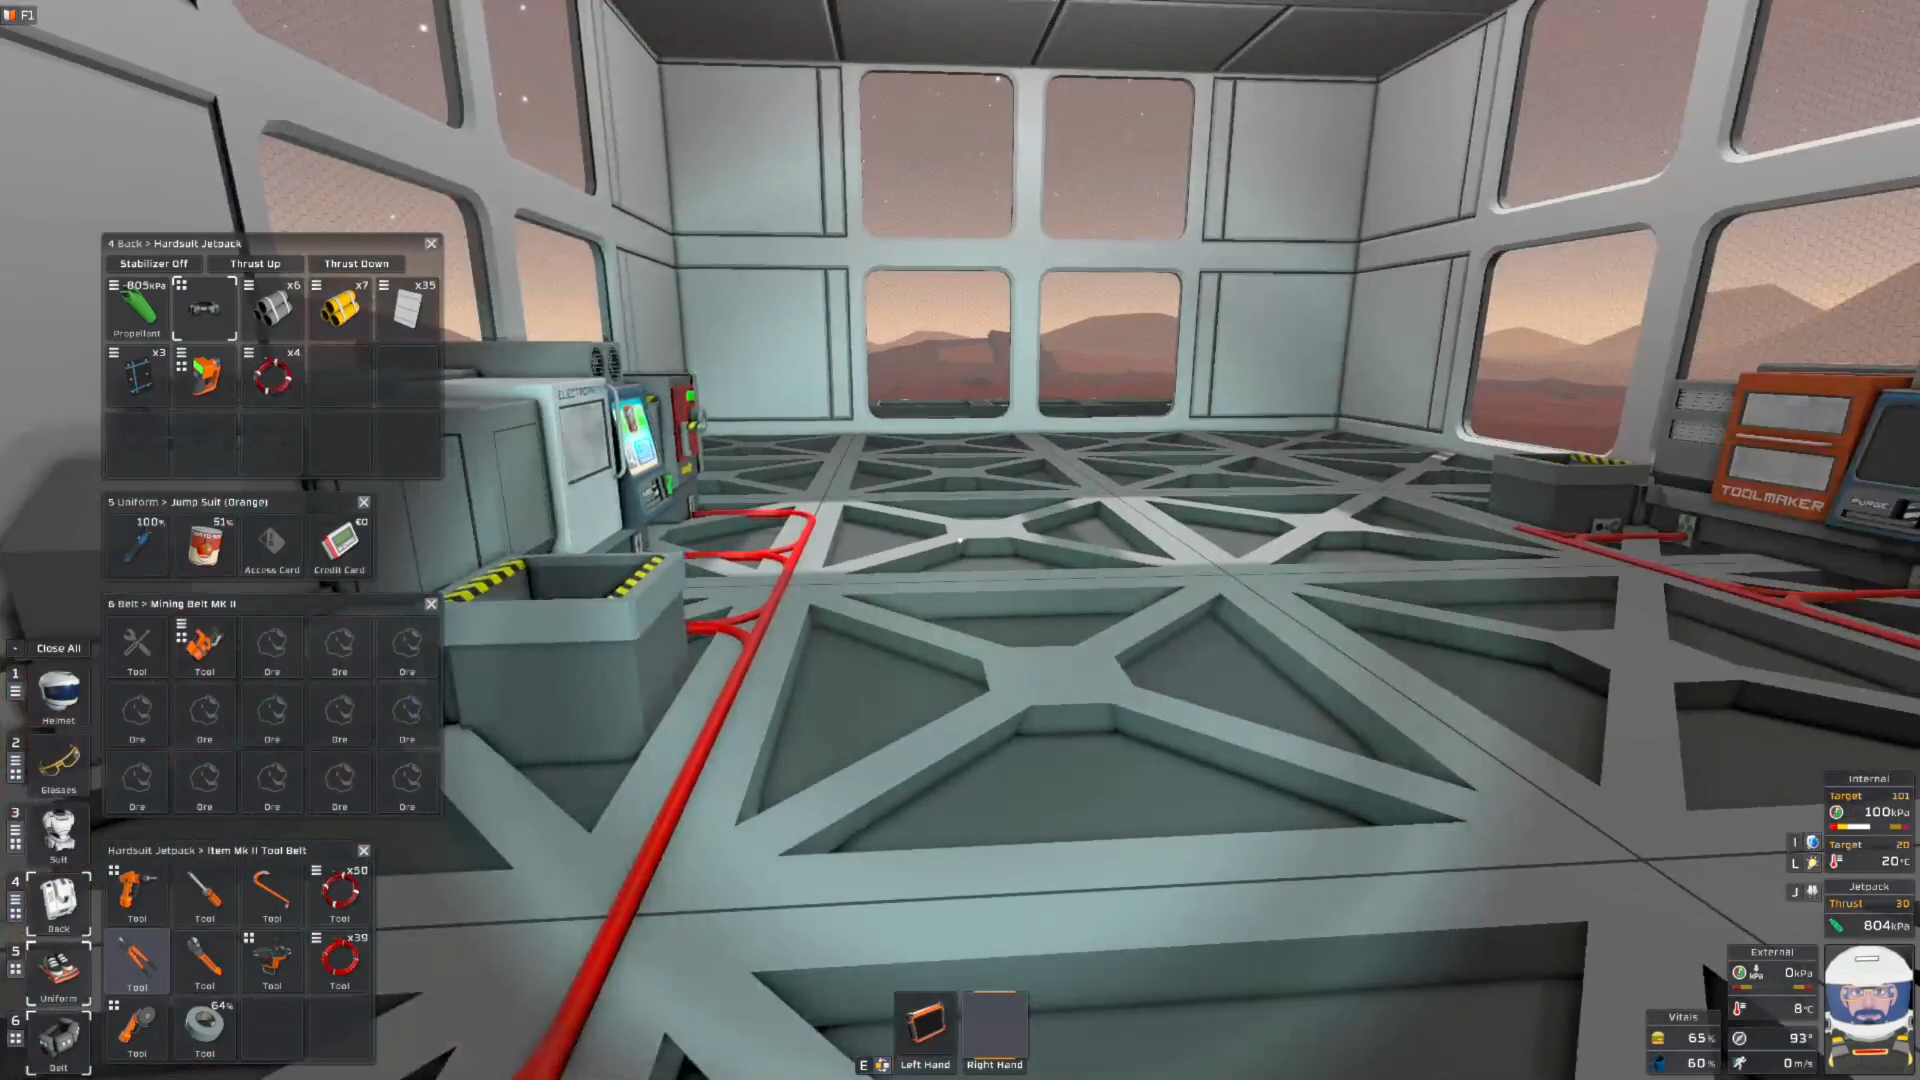 F1
4 Back > Hardsuit Jetpack
Stabilizer Off Thrust Up Thrust Down
-805kPa x6 x7 x35
Propellant
x3 x4
5 Uniform > Jump Suit (Orange)
100% 51% €0
Access Card Credit Card
6 Belt > Mining Belt MK II
Tool Tool Ore Ore Ore
Ore Ore Ore Ore Ore
Ore Ore Ore Ore Ore
- Close All
1
Helmet
2
Glasses
3
Suit
4
Back
5
Uniform
6
Belt
Hardsuit Jetpack > Item Mk II Tool Belt
x50
Tool Tool Tool Tool
x39
Tool Tool Tool Tool
64%
Tool Tool
TOOLMAKER
PURGE
E Left Hand Right Hand
Internal
Target 101
100kPa
I Target 20
L 20°C
J Jetpack
Thrust 30
804kPa
External
0kPa
8°C
93°
0m/s
Vitals
65%
60%